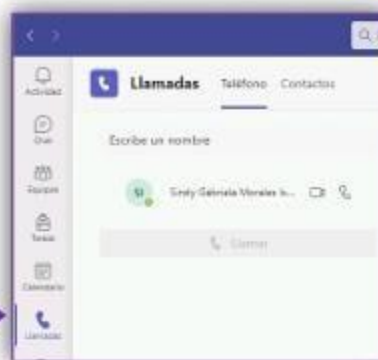 Actividad
Chat
Equipos
Tareas
Calendario
Llamadas
Llamadas Teléfono Contactos
Escribe un nombre
Gabriela Morales
Llamar